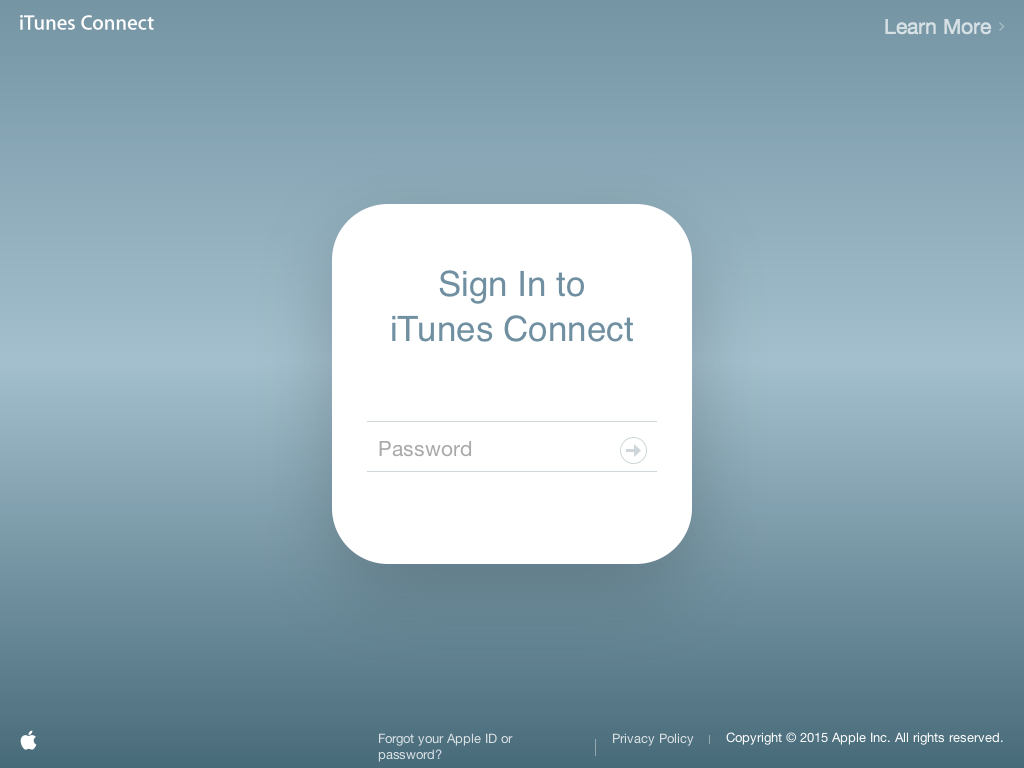 iTunes Connect
Learn More
Sign In to
iTunes Connect
Password
Forgot your Apple ID or
password?
Privacy Policy
Copyright © 2015 Apple Inc. All rights reserved.